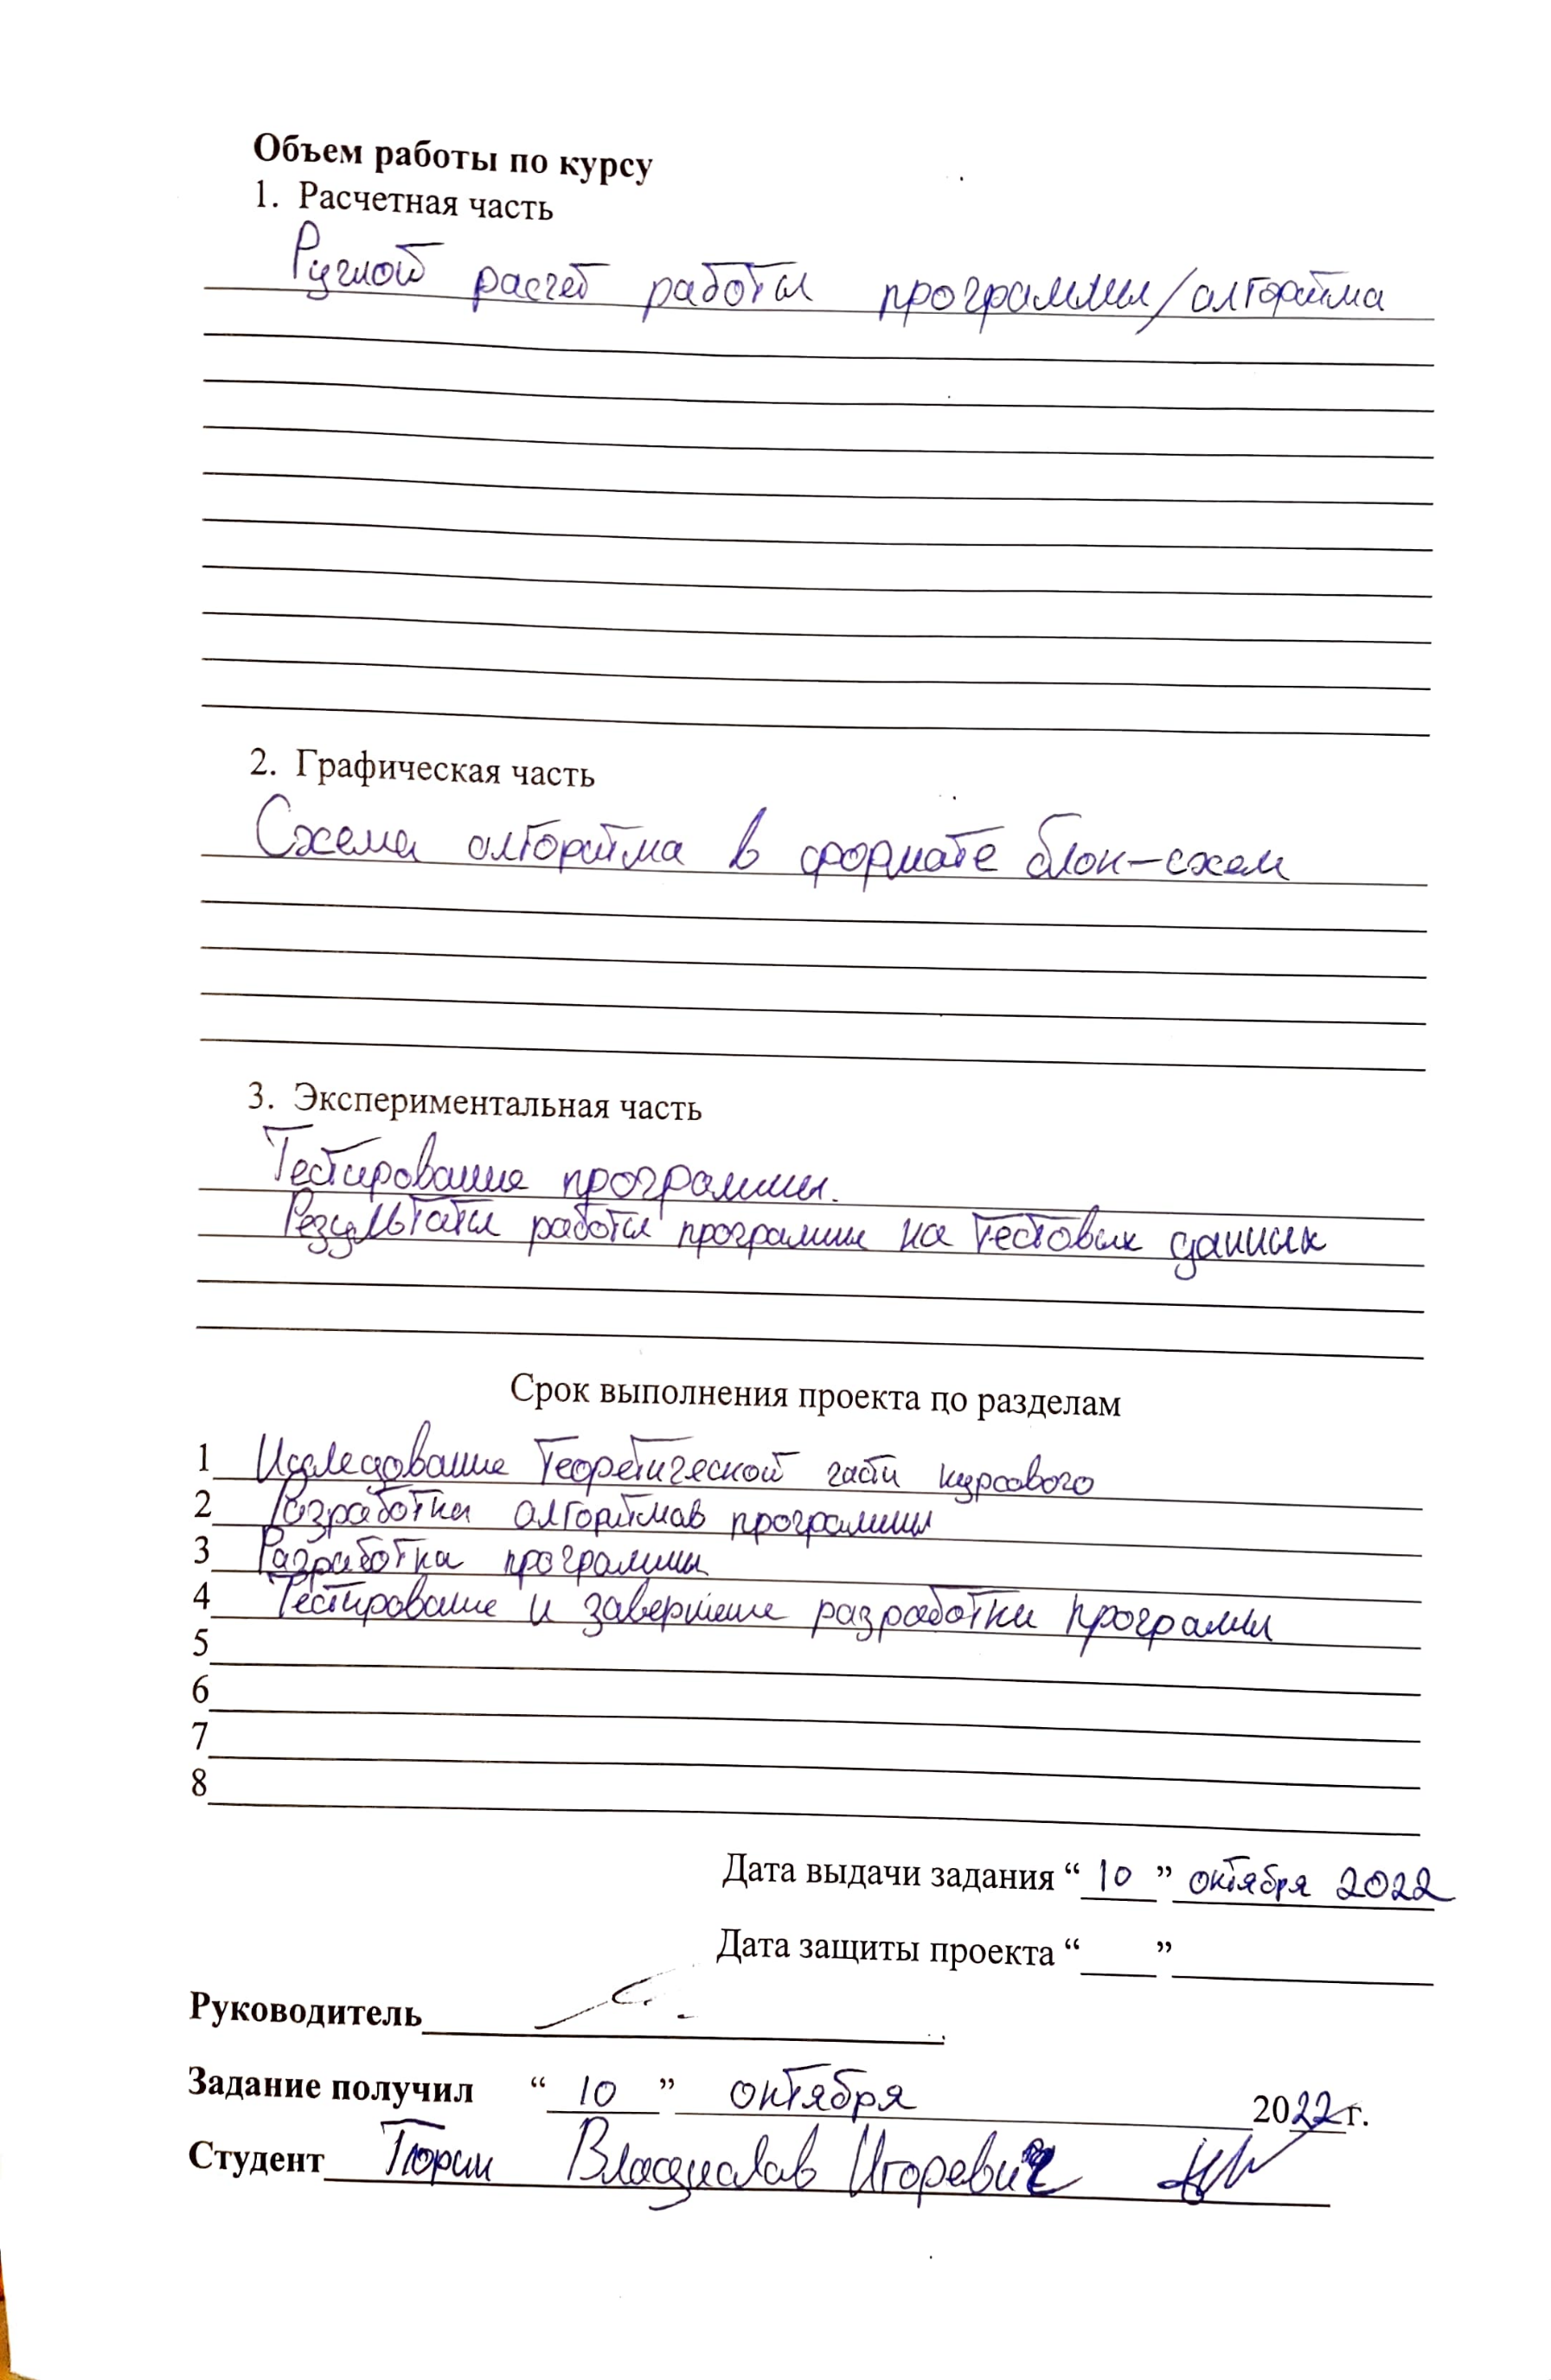 Объем работы по курсу
1. Расчетная часть
Ручной расчет работы программы/алгоритма
2. Графическая часть
Схема алгоритма в формате блок-схем
3. Экспериментальная часть
Тестирование программы.
Результаты работы программы на тестовых данных
Срок выполнения проекта по разделам
1 Исследование теоретической части курсового
2 Разработка алгоритмов программы
3 Разработка программы
4 Тестирование и завершение разработки программы
5
6
7
8
Дата выдачи задания “ 10 ” октября 2022
Дата защиты проекта “ ”
Руководитель
Задание получил “ 10 ” октября 2022 г.
Студент Владислав Игоревич